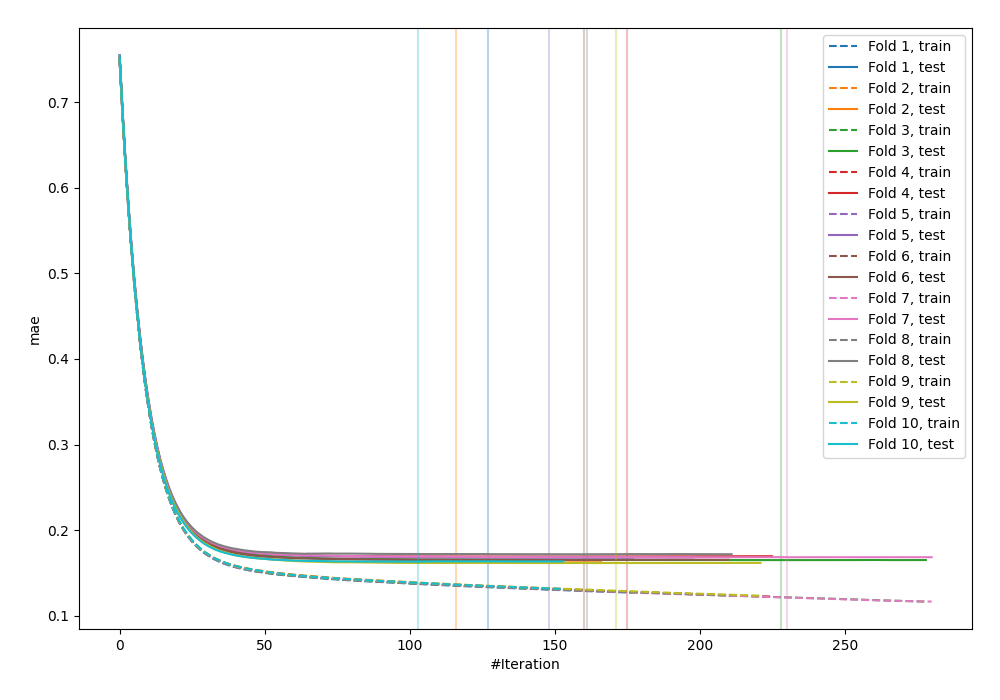 0.7
0.6
0.5
0.4
0.3
0.2
0.1
mae
0
50
100
150
200
250
#Iteration
Fold 1, train
Fold 1, test
Fold 2, train
Fold 2, test
Fold 3, train
Fold 3, test
Fold 4, train
Fold 4, test
Fold 5, train
Fold 5, test
Fold 6, train
Fold 6, test
Fold 7, train
Fold 7, test
Fold 8, train
Fold 8, test
Fold 9, train
Fold 9, test
Fold 10, train
Fold 10, test